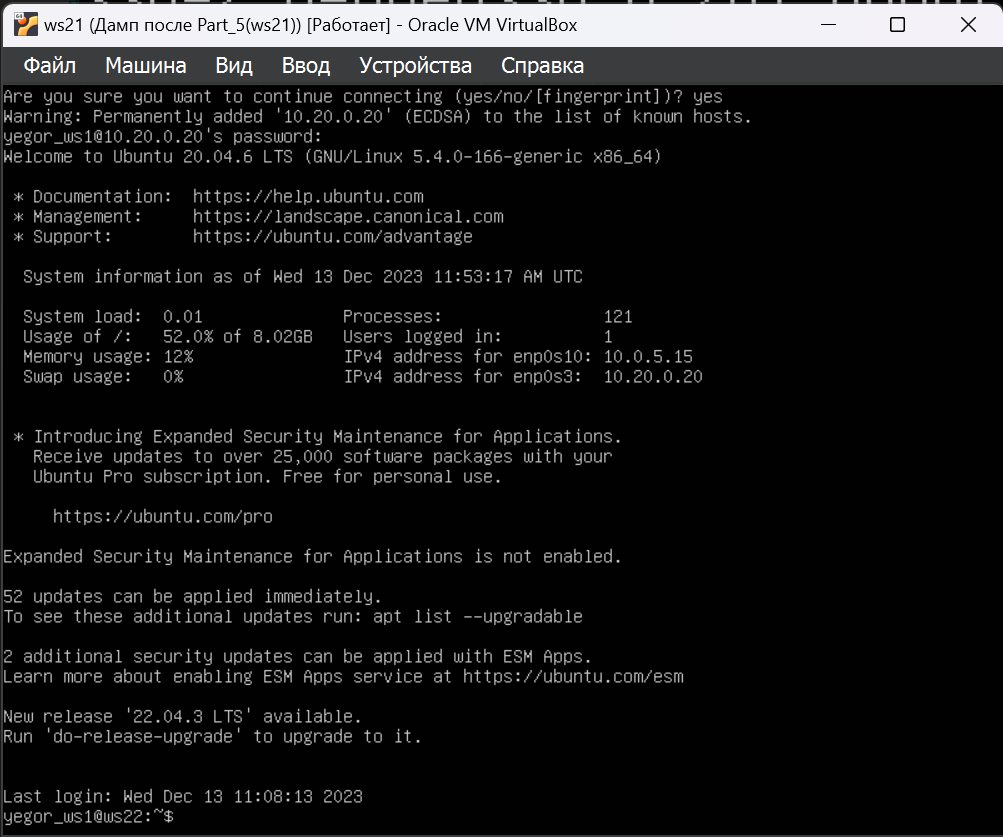 ws21 (Дамп после Part_5(ws21)) [Работает] - Oracle VM VirtualBox
Файл Машина Вид Ввод Устройства Справка
Are you sure you want to continue connecting (yes/no/[fingerprint])? yes
Warning: Permanently added '10.20.0.20' (ECDSA) to the list of known hosts.
yegor_ws1@10.20.0.20's password:
Welcome to Ubuntu 20.04.6 LTS (GNU/Linux 5.4.0-166-generic x86_64)
* Documentation:  https://help.ubuntu.com
* Management:     https://landscape.canonical.com
* Support:        https://ubuntu.com/advantage
System information as of Wed 13 Dec 2023 11:53:17 AM UTC
System load:  0.01               Processes:                121
Usage of /:   52.0% of 8.02GB   Users logged in:          1
Memory usage: 12%               IPv4 address for enp0s10: 10.0.5.15
Swap usage:   0%                IPv4 address for enp0s3:  10.20.0.20
* Introducing Expanded Security Maintenance for Applications.
Receive updates to over 25,000 software packages with your
Ubuntu Pro subscription. Free for personal use.
https://ubuntu.com/pro
Expanded Security Maintenance for Applications is not enabled.
52 updates can be applied immediately.
To see these additional updates run: apt list --upgradable
2 additional security updates can be applied with ESM Apps.
Learn more about enabling ESM Apps service at https://ubuntu.com/esm
New release '22.04.3 LTS' available.
Run 'do-release-upgrade' to upgrade to it.
Last login: Wed Dec 13 11:08:13 2023
yegor_ws1@ws22:~$